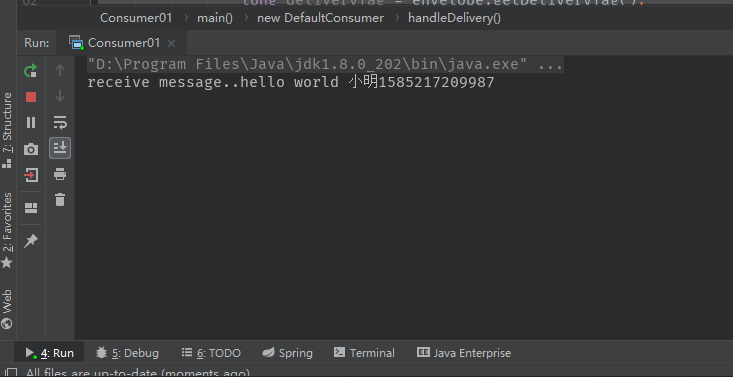 long deliveryTag = envelope.getDeliveryTag();
Consumer01 › main() › new DefaultConsumer › handleDelivery()
Run: Consumer01 ×
"D:\Program Files\Java\jdk1.8.0_202\bin\java.exe" ...
receive message..hello world 小明1585217209987
7: Structure
2: Favorites
Web
4: Run 5: Debug 6: TODO Spring Terminal Java Enterprise
All files are up-to-date (moments ago)